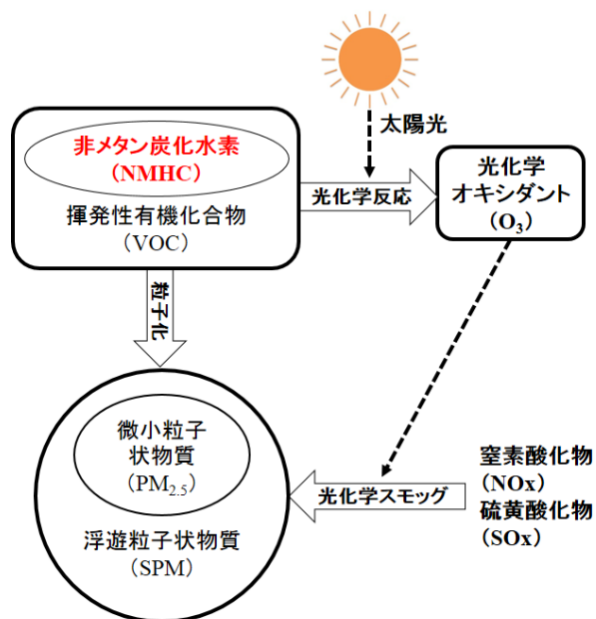 太陽光
非メタン炭化水素
(NMHC)
揮発性有機化合物
(VOC)
光化学反応
光化学
オキシダント
(O₃)
粒子化
微小粒子
状物質
(PM₂.₅)
浮遊粒子状物質
(SPM)
光化学スモッグ
窒素酸化物
(NOx)
硫黄酸化物
(SOx)